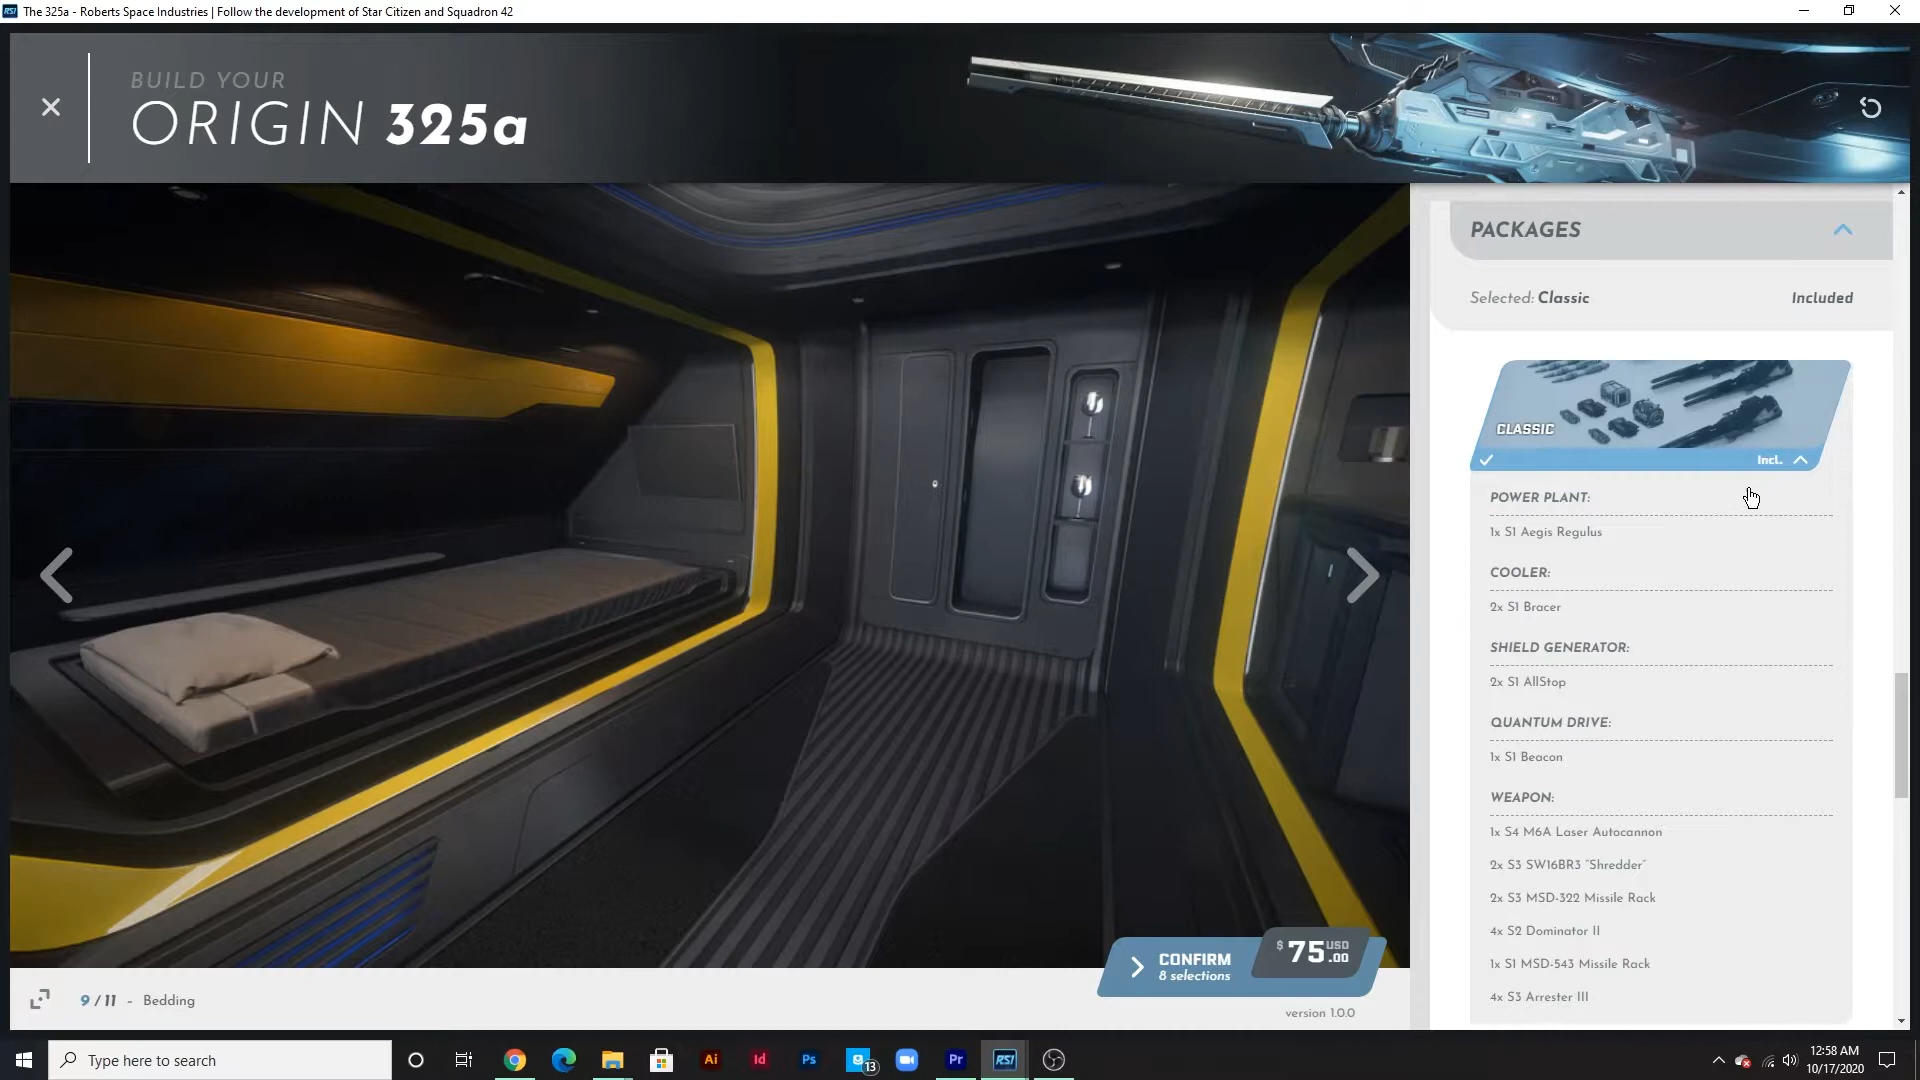 RSI The 325a - Roberts Space Industries | Follow the development of Star Citizen and Squadron 42
BUILD YOUR
ORIGIN 325a
PACKAGES
Selected: Classic Included
CLASSIC
Incl.
POWER PLANT:
1x S1 Aegis Regulus
COOLER:
2x S1 Bracer
SHIELD GENERATOR:
2x S1 AllStop
QUANTUM DRIVE:
1x S1 Beacon
WEAPON:
1x S4 M6A Laser Autocannon
2x S3 SW16BR3 "Shredder"
2x S3 MSD-322 Missile Rack
4x S2 Dominator II
1x S1 MSD-543 Missile Rack
4x S3 Arrester III
CONFIRM
8 selections
$ 75.00 USD
9 / 11 - Bedding
version 1.0.0
Type here to search
Ai
Id
Ps
13
Pr
RSI
12:58 AM
10/17/2020